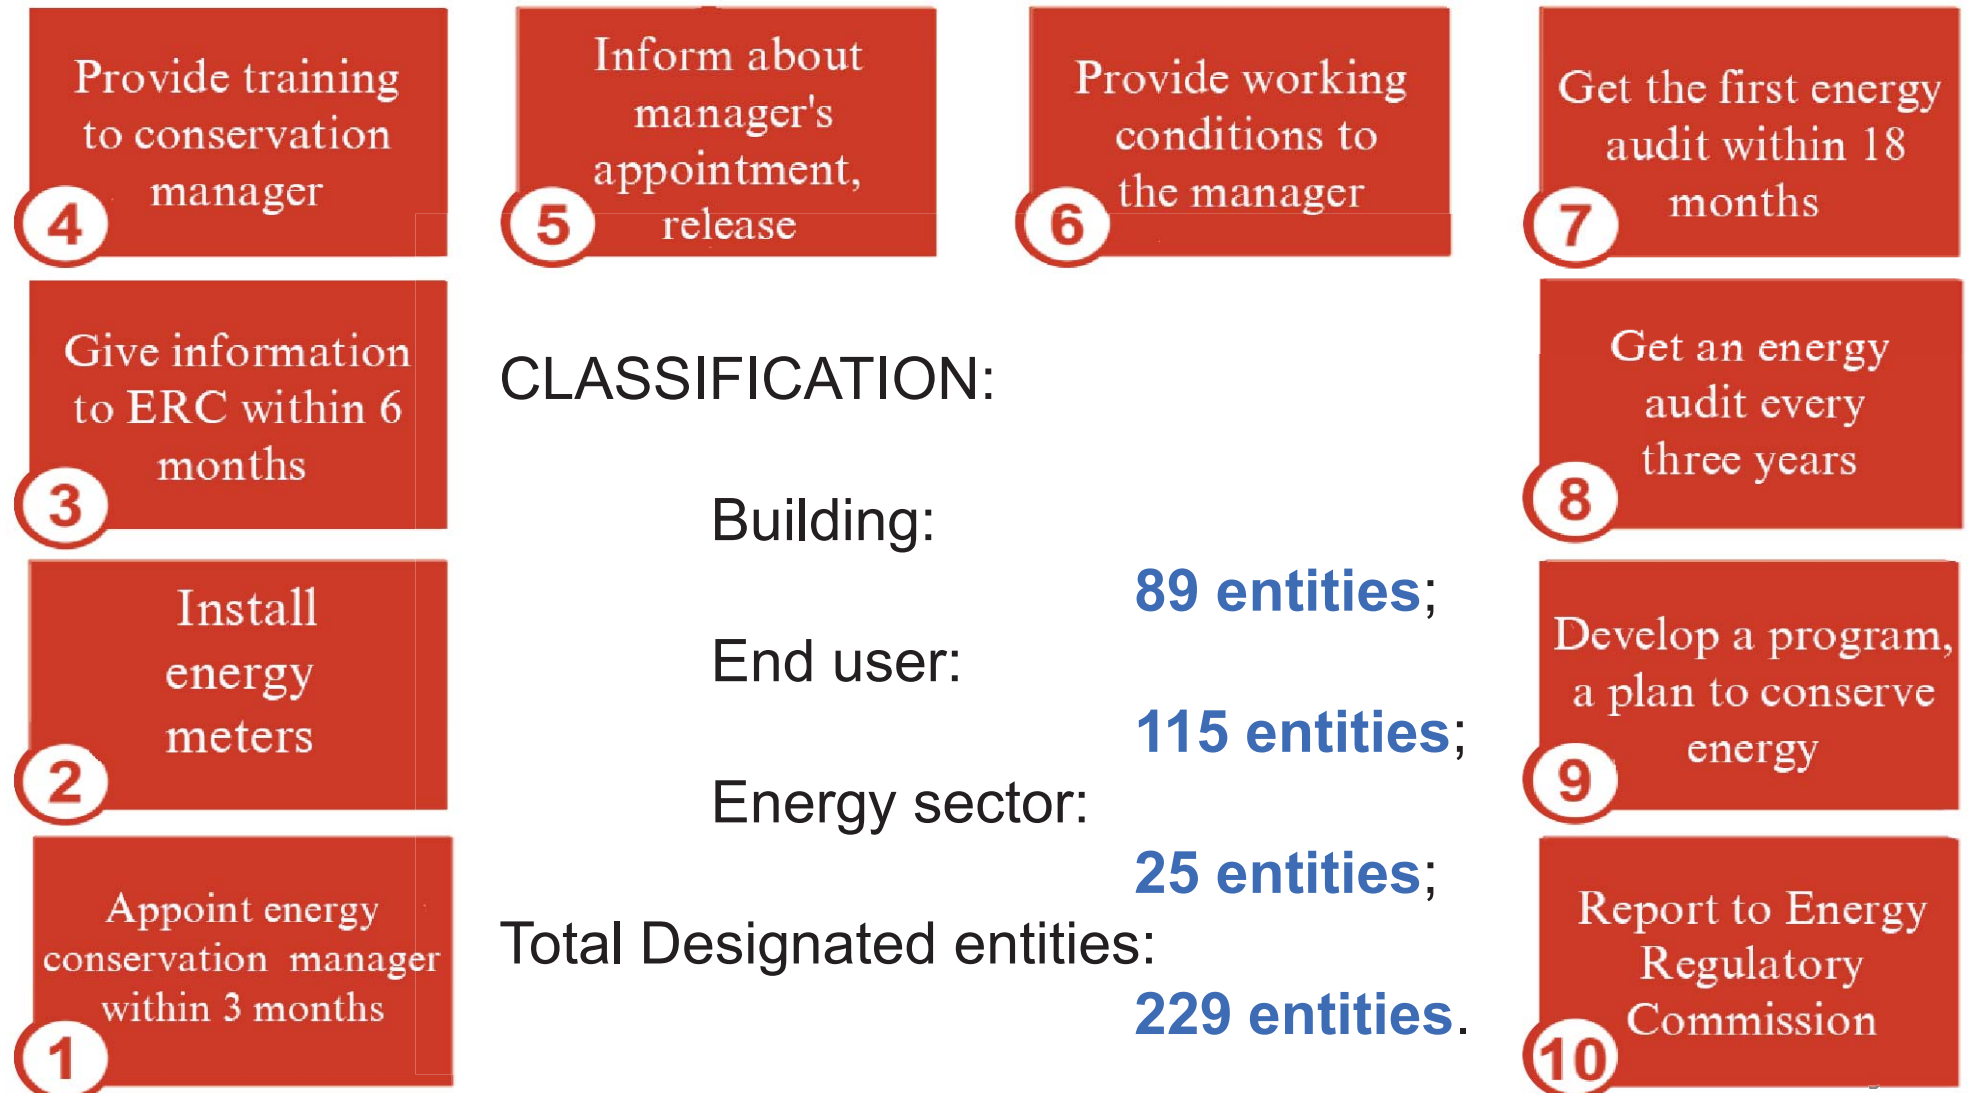 Provide training
to conservation
manager
4
Inform about
manager's
appointment,
release
5
Provide working
conditions to
the manager
6
Get the first energy
audit within 18
months
7
Give information
to ERC within 6
months
3
CLASSIFICATION:
Building:
89 entities;
End user:
115 entities;
Energy sector:
25 entities;
Total Designated entities:
229 entities.
Get an energy
audit every
three years
8
Install
energy
meters
2
Develop a program,
a plan to conserve
energy
9
Appoint energy
conservation manager
within 3 months
1
Report to Energy
Regulatory
Commission
10